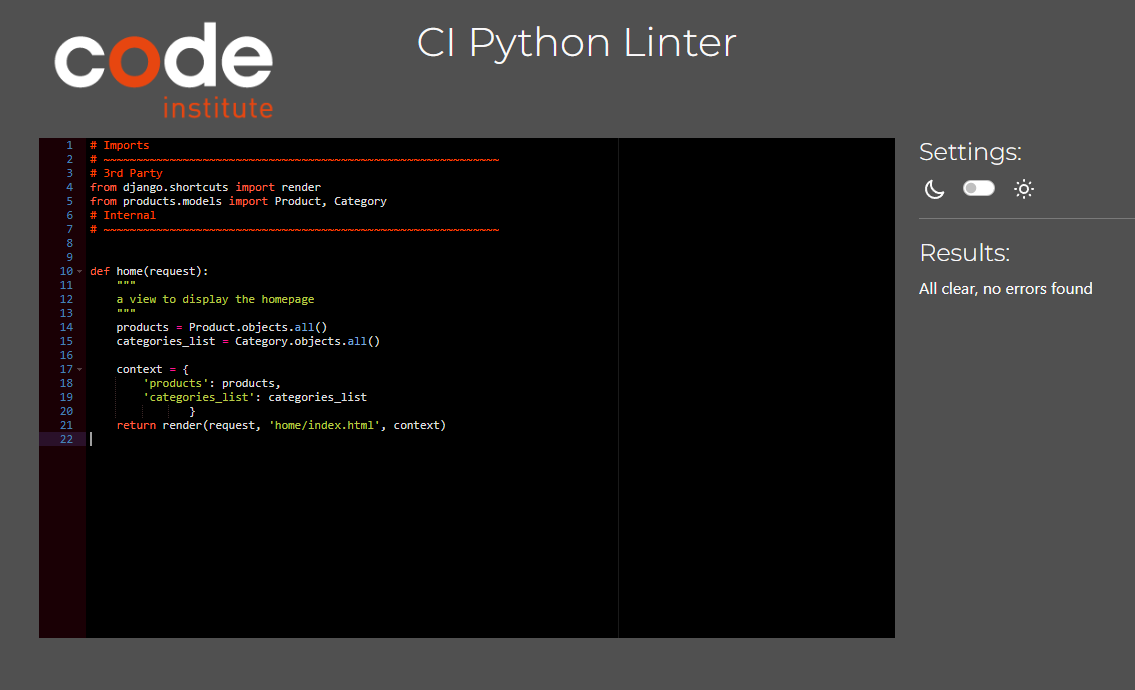 code
institute
CI Python Linter
1 # Imports
2 # ~~~~~~~~~~~~~~~~~~~~~~~~~~~~~~~~~~~~~~~~~~~~~~~~~~~~~~~~~~~~
3 # 3rd Party
4 from django.shortcuts import render
5 from products.models import Product, Category
6 # Internal
7 # ~~~~~~~~~~~~~~~~~~~~~~~~~~~~~~~~~~~~~~~~~~~~~~~~~~~~~~~~~~~~
8
9
10 def home(request):
11     """
12     a view to display the homepage
13     """
14     products = Product.objects.all()
15     categories_list = Category.objects.all()
16
17     context = {
18         'products': products,
19         'categories_list': categories_list
20                }
21     return render(request, 'home/index.html', context)
22
Settings:
Results:
All clear, no errors found